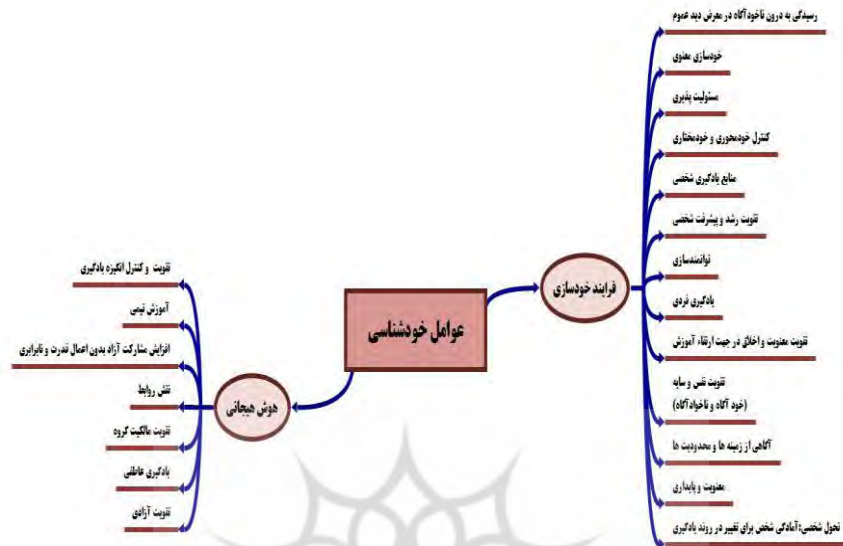 رسیدگی به درون ناخودآگاه در معرض دید عموم
خودسازی معنوی
مسئولیت پذیری
کنترل خودمحوری و خودمختاری
منابع یادگیری شخصی
تقویت رشد و پیشرفت شخصی
توانمندسازی
یادگیری فردی
تقویت معنویت و اخلاق در جهت ارتقاء آموزش
تقویت نفس و سایه
(خود آگاه و ناخوادآگاه)
آگاهی از زمینه ها و محدودیت ها
معنویت و پایداری
تحول شخصی:آمادگی شخص برای تغییر در روند یادگیری
فرایند خودسازی
عوامل خودشناسی
هوش هیجانی
تقویت و کنترل انگیزه یادگیری
آموزش تیمی
افزایش مشارکت آزاد بدون اعمال قدرت و نابرابری
نقش روابط
تقویت مالکیت گروه
یادگیری عاطفی
تقویت آزادی